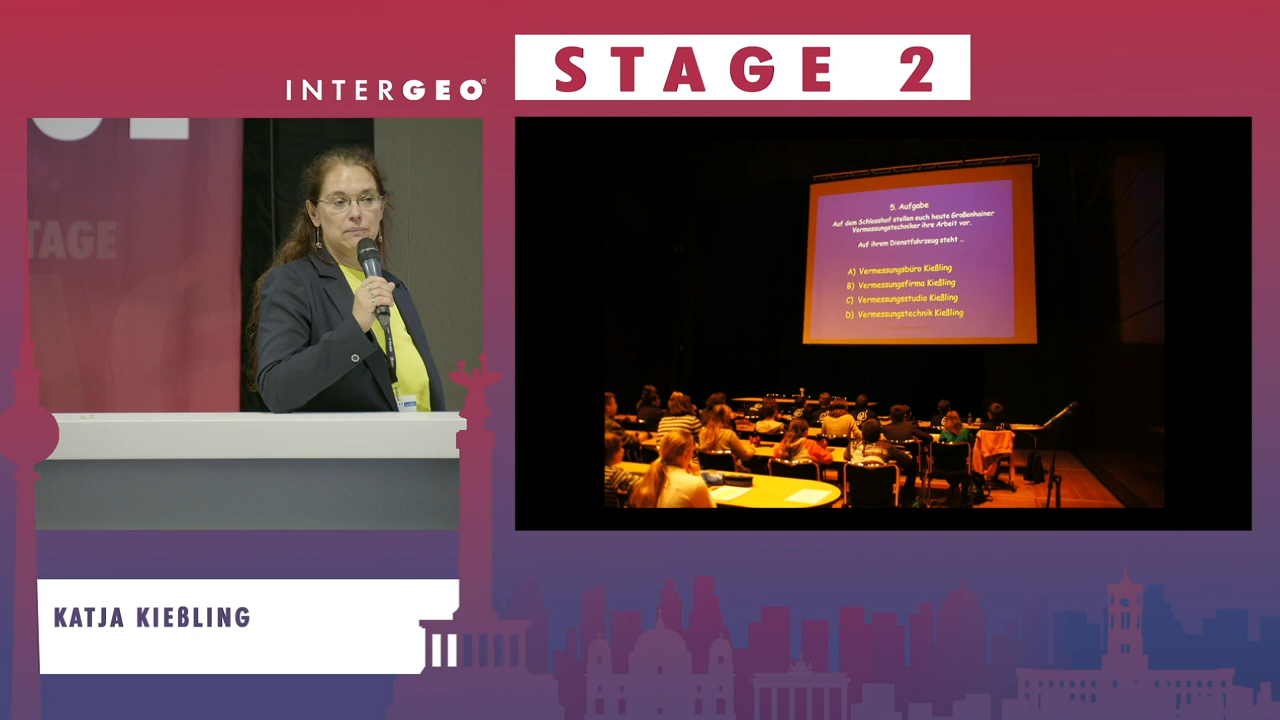 INTERGEO®
STAGE 2
TAGE
5. Aufgabe
Auf dem Schlosshof stellen euch heute Großenhainer
Vermessungstechniker ihre Arbeit vor.
Auf ihrem Dienstfahrzeug steht ...
A) Vermessungsbüro Kießling
B) Vermessungsfirma Kießling
C) Vermessungsstudio Kießling
D) Vermessungstechnik Kießling
KATJA KIEßLING